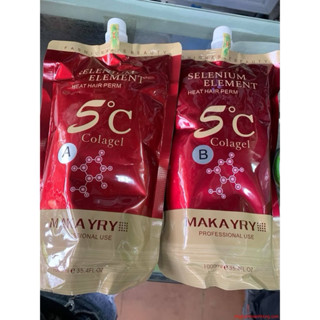 SELENIUM
ELEMENT
HEAT HAIR PERM
5°C
Colagel
A
MAKAYRY
PROFESSIONAL USE
SELENIUM
ELEMENT
HEAT HAIR PERM
5°C
Colagel
B
MAKAYRY
PROFESSIONAL USE